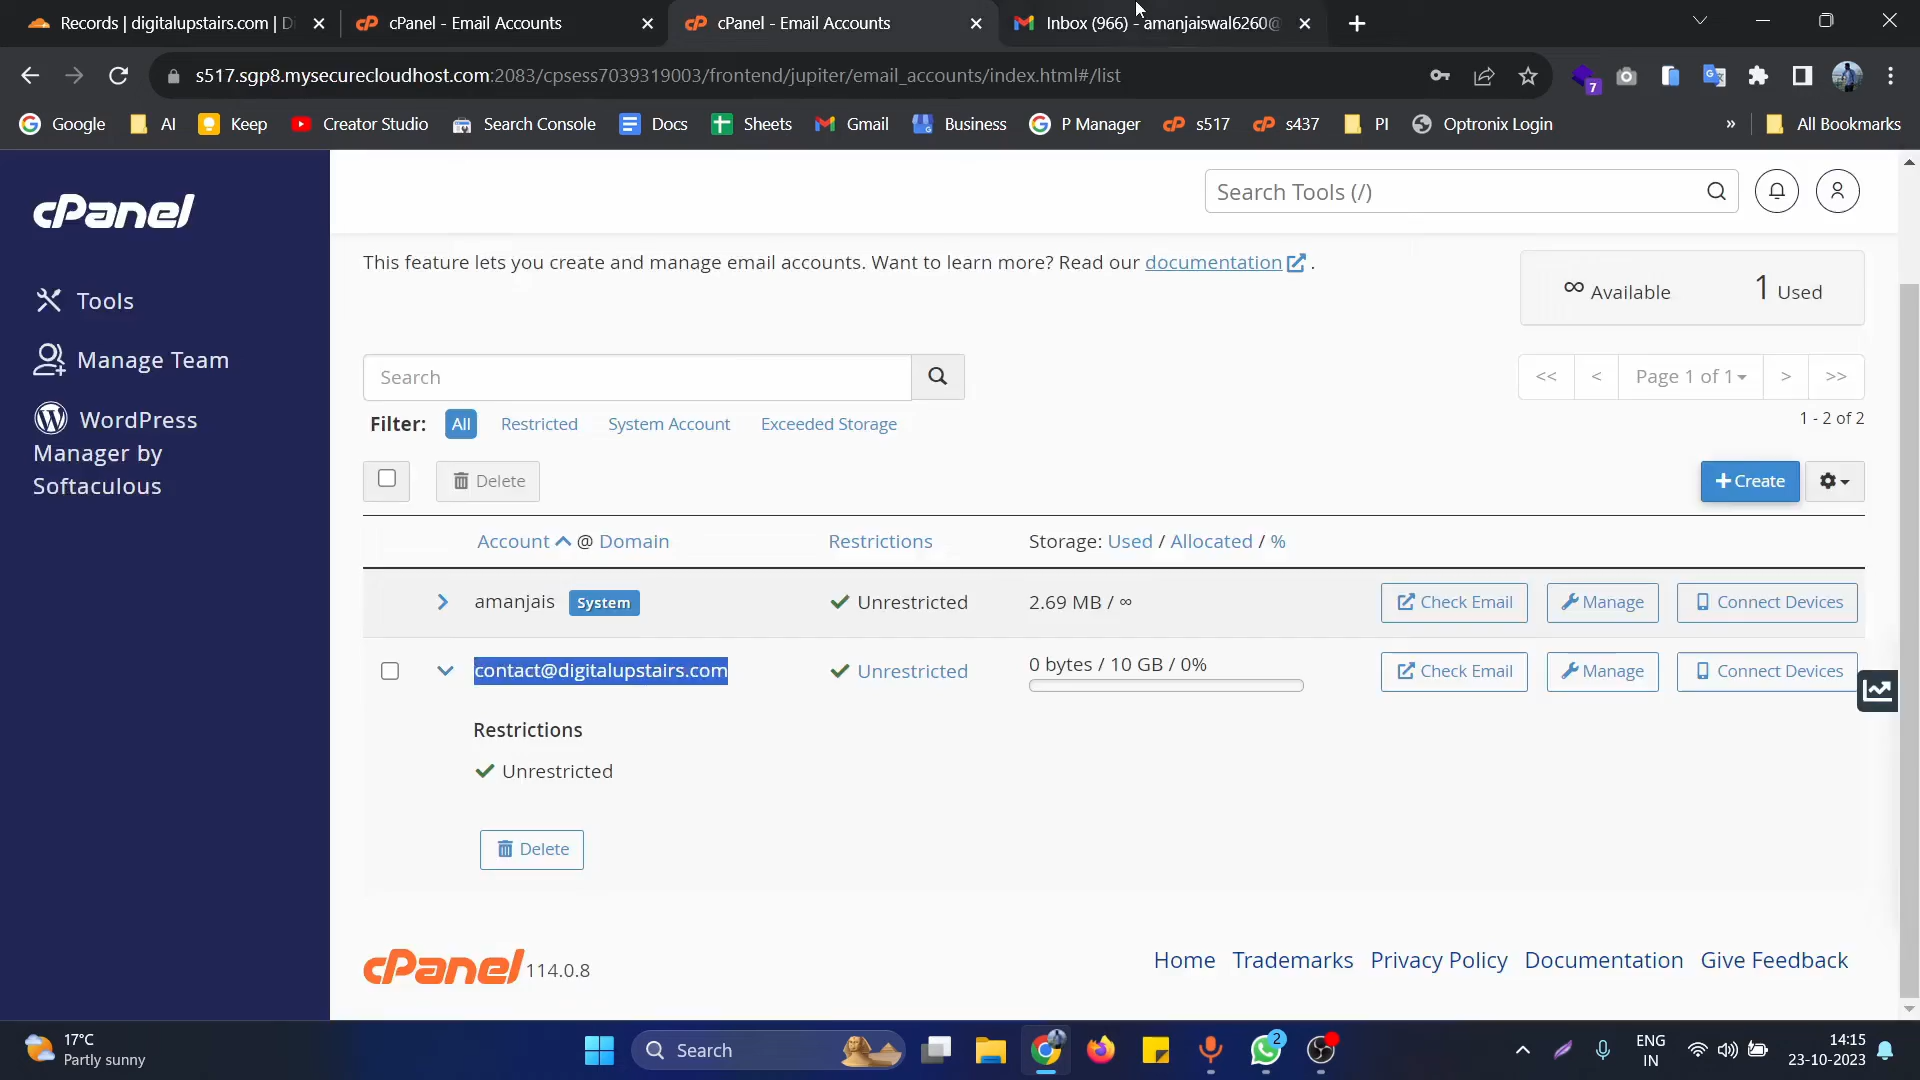 Records | digitalupstairs.com | Di
cPanel - Email Accounts
cPanel - Email Accounts
Inbox (966) - amanjaiswal6260@
s517.sgp8.mysecurecloudhost.com:2083/cpsess7039319003/frontend/jupiter/email_accounts/index.html#/list
7
Google
AI
Keep
Creator Studio
Search Console
Docs
Sheets
Gmail
Business
P Manager
s517
s437
PI
Optronix Login
»
All Bookmarks
cPanel
Search Tools (/)
Tools
Manage Team
WordPress
Manager by
Softaculous
This feature lets you create and manage email accounts. Want to learn more? Read our documentation .
∞ Available
1 Used
Search
<< < Page 1 of 1 > >>
1 - 2 of 2
Filter: All Restricted System Account Exceeded Storage
Delete
+ Create
Account @ Domain
Restrictions
Storage: Used / Allocated / %
amanjais System
Unrestricted
2.69 MB / ∞
Check Email
Manage
Connect Devices
contact@digitalupstairs.com
Unrestricted
0 bytes / 10 GB / 0%
Check Email
Manage
Connect Devices
Restrictions
Unrestricted
Delete
cPanel 114.0.8
Home Trademarks Privacy Policy Documentation Give Feedback
17°C
Partly sunny
Search
2
ENG
IN
14:15
23-10-2023